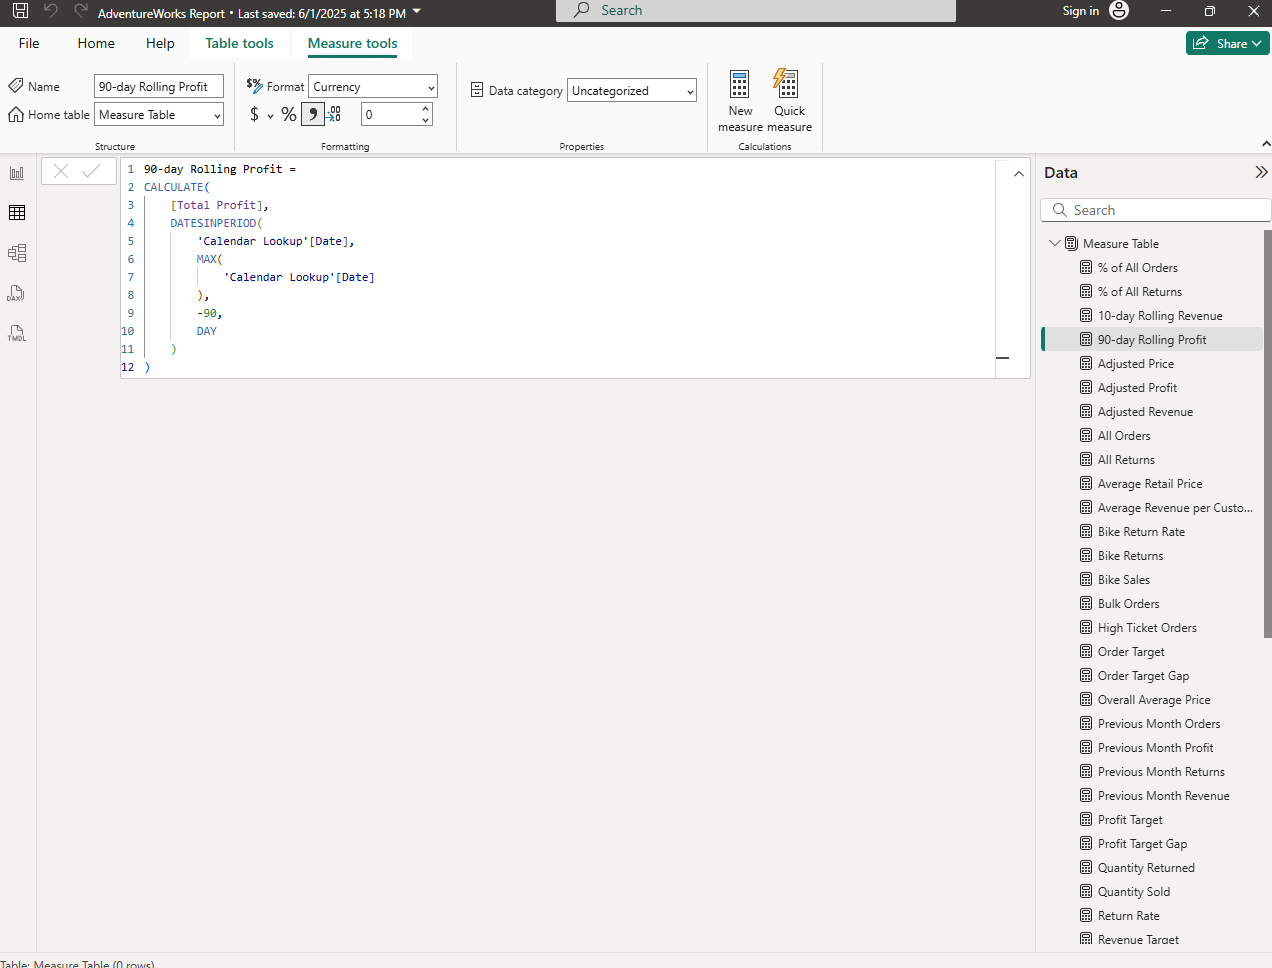 AdventureWorks Report • Last saved: 6/1/2025 at 5:18 PM
Search
Sign in
File
Home
Help
Table tools
Measure tools
Share
Name
90-day Rolling Profit
Home table
Measure Table
Structure
$% Format
Currency
$ % 9
0
Formatting
Data category
Uncategorized
Properties
New measure
Quick measure
Calculations
DAX
TMDL
1 90-day Rolling Profit =
2 CALCULATE(
3 [Total Profit],
4 DATESINPERIOD(
5 'Calendar Lookup'[Date],
6 MAX(
7 'Calendar Lookup'[Date]
8 ),
9 -90,
10 DAY
11 )
12 )
Data
Search
Measure Table
% of All Orders
% of All Returns
10-day Rolling Revenue
90-day Rolling Profit
Adjusted Price
Adjusted Profit
Adjusted Revenue
All Orders
All Returns
Average Retail Price
Average Revenue per Custo...
Bike Return Rate
Bike Returns
Bike Sales
Bulk Orders
High Ticket Orders
Order Target
Order Target Gap
Overall Average Price
Previous Month Orders
Previous Month Profit
Previous Month Returns
Previous Month Revenue
Profit Target
Profit Target Gap
Quantity Returned
Quantity Sold
Return Rate
Revenue Target
Table: Measure Table (0 rows)